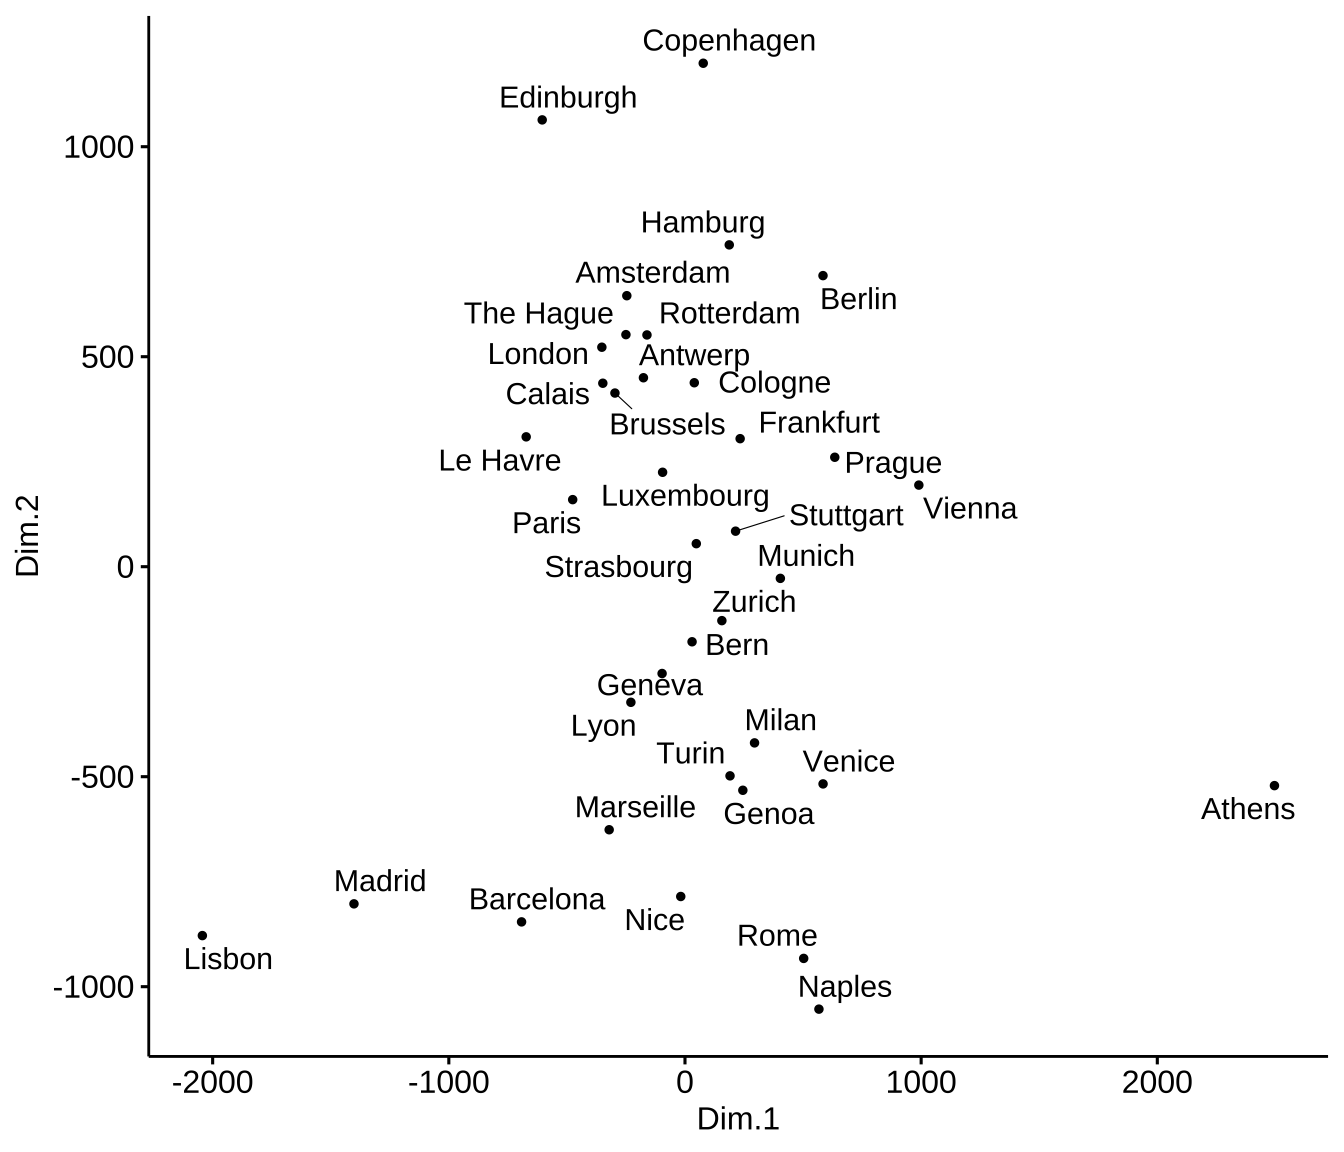 Copenhagen
Edinburgh
1000
Hamburg
Amsterdam
Berlin
The Hague
Rotterdam
London
Antwerp
500
Calais
Cologne
Brussels
Frankfurt
Le Havre
Prague
Luxembourg
Vienna
Paris
Stuttgart
Dim.2
Strasbourg
Munich
0
Zurich
Bern
Geneva
Lyon
Milan
Turin
Venice
-500
Marseille
Genoa
Athens
Madrid
Barcelona
Nice
Rome
Lisbon
Naples
-1000
-2000
-1000
0
1000
2000
Dim.1